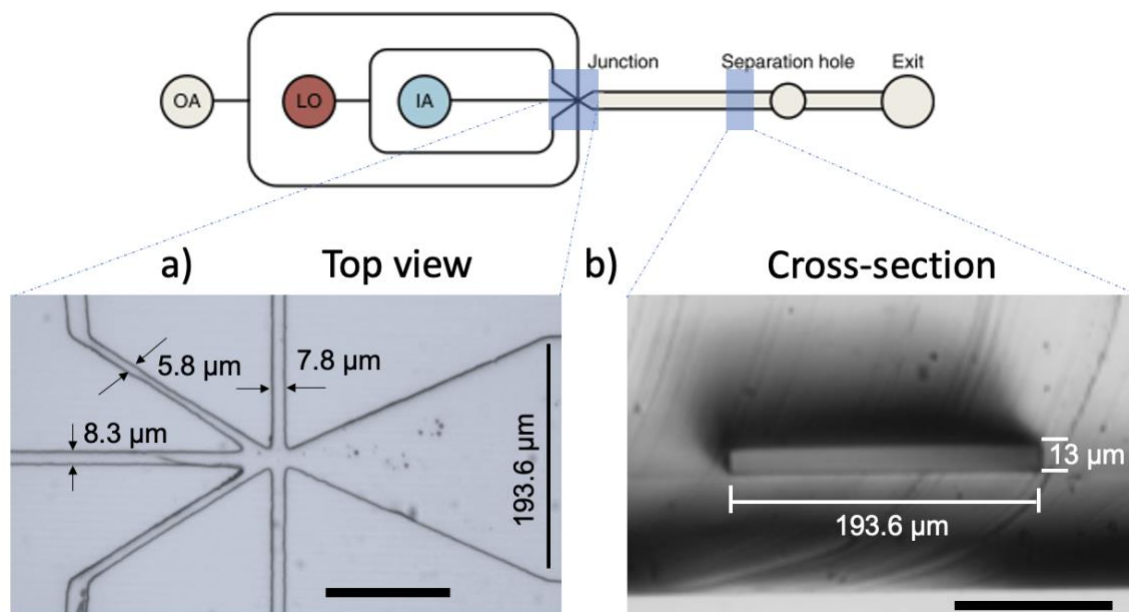 Junction
Separation hole
Exit
OA
LO
IA
a)
Top view
b)
Cross-section
5.8 µm
7.8 µm
8.3 µm
193.6 µm
13 µm
193.6 µm